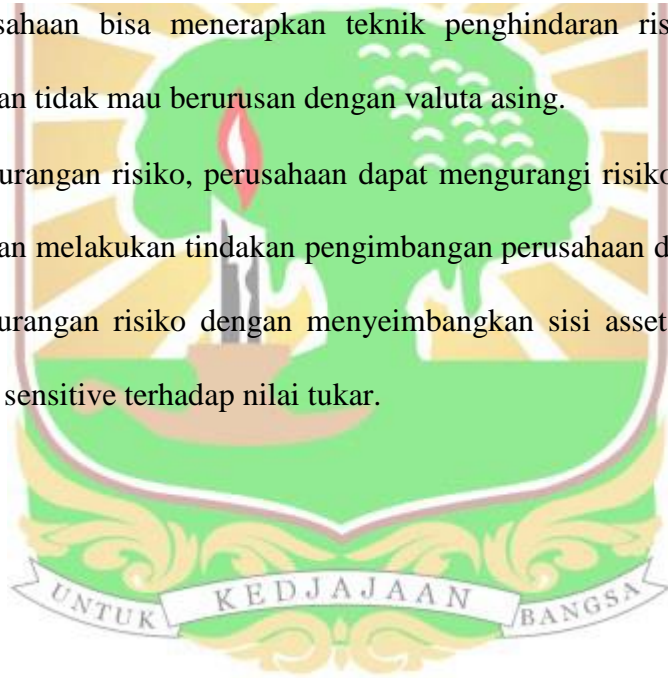 sahaan bisa menerapkan teknik penghindaran ris
an tidak mau berurusan dengan valuta asing.
urangan risiko, perusahaan dapat mengurangi risiko
an melakukan tindakan pengimbangan perusahaan d
urangan risiko dengan menyeimbangkan sisi asset
sensitive terhadap nilai tukar.
UNTUK KEDJAJAAN BANGSA